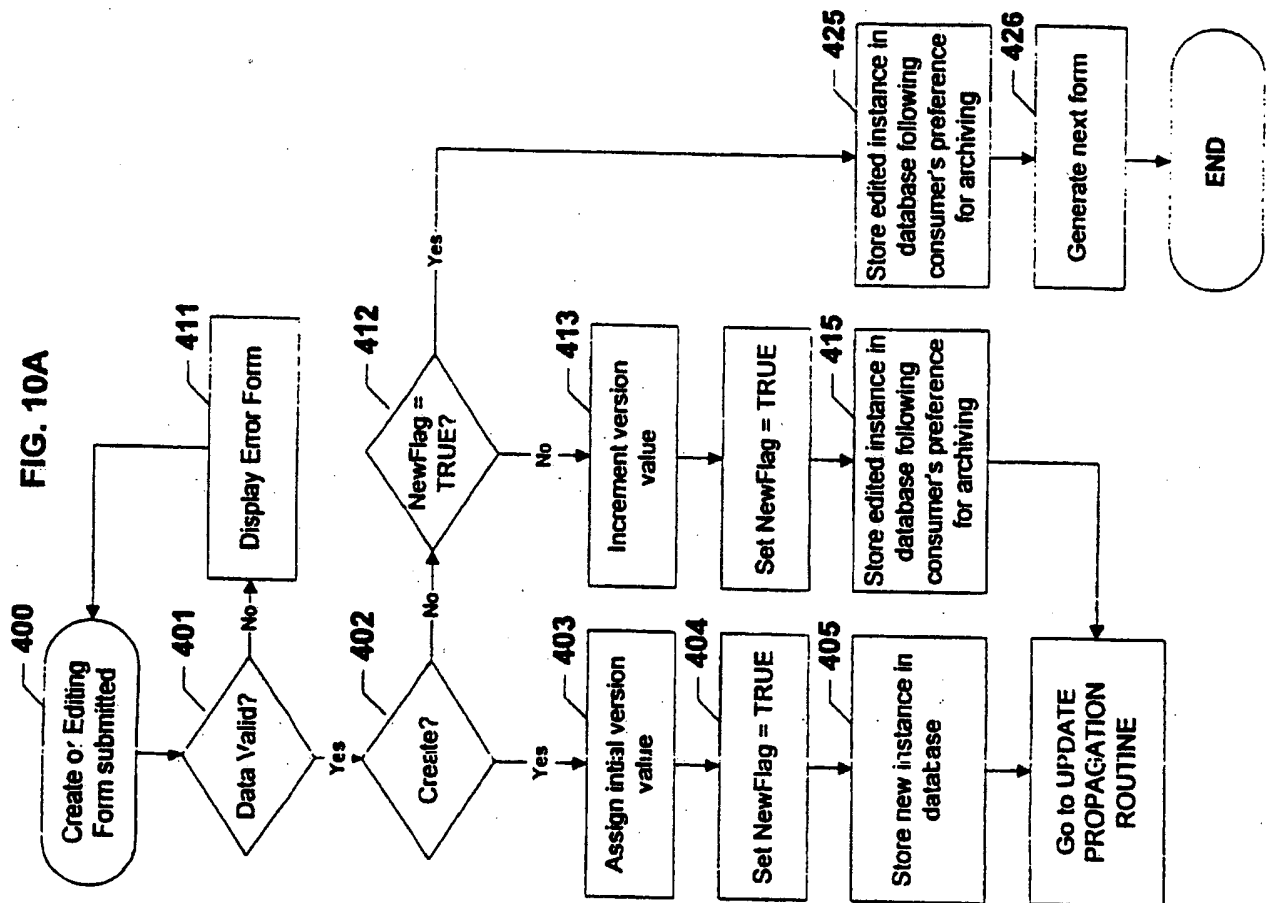 FIG. 10A
400
Create or Editing
Form submitted
401
Data Valid?
No
411
Display Error Form
Yes
402
Create?
No
412
NewFlag =
TRUE?
Yes
Yes
403
Assign intitial version
value
404
Set NewFlag = TRUE
405
Store new instance in
database
Go to UPDATE
PROPAGATION
ROUTINE
No
413
Increment version
value
Set NewFlag = TRUE
415
Store edited instance in
database following
consumer's preference
for archiving
425
Store edited instance in
database following
consumer's preference
for archiving
426
Generate next form
END